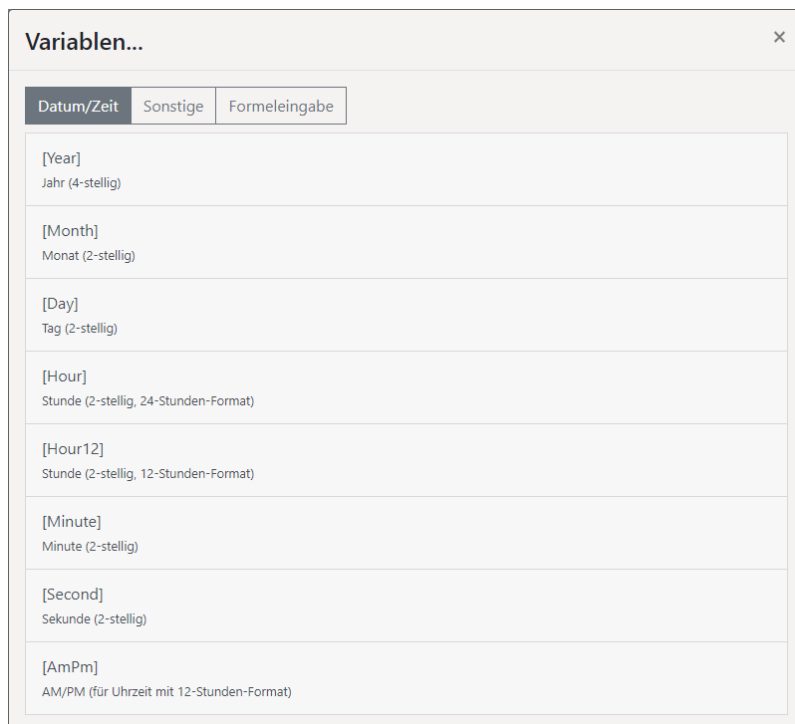 Variablen...
×
Datum/Zeit Sonstige Formeleingabe
[Year]
Jahr (4-stellig)
[Month]
Monat (2-stellig)
[Day]
Tag (2-stellig)
[Hour]
Stunde (2-stellig, 24-Stunden-Format)
[Hour12]
Stunde (2-stellig, 12-Stunden-Format)
[Minute]
Minute (2-stellig)
[Second]
Sekunde (2-stellig)
[AmPm]
AM/PM (für Uhrzeit mit 12-Stunden-Format)